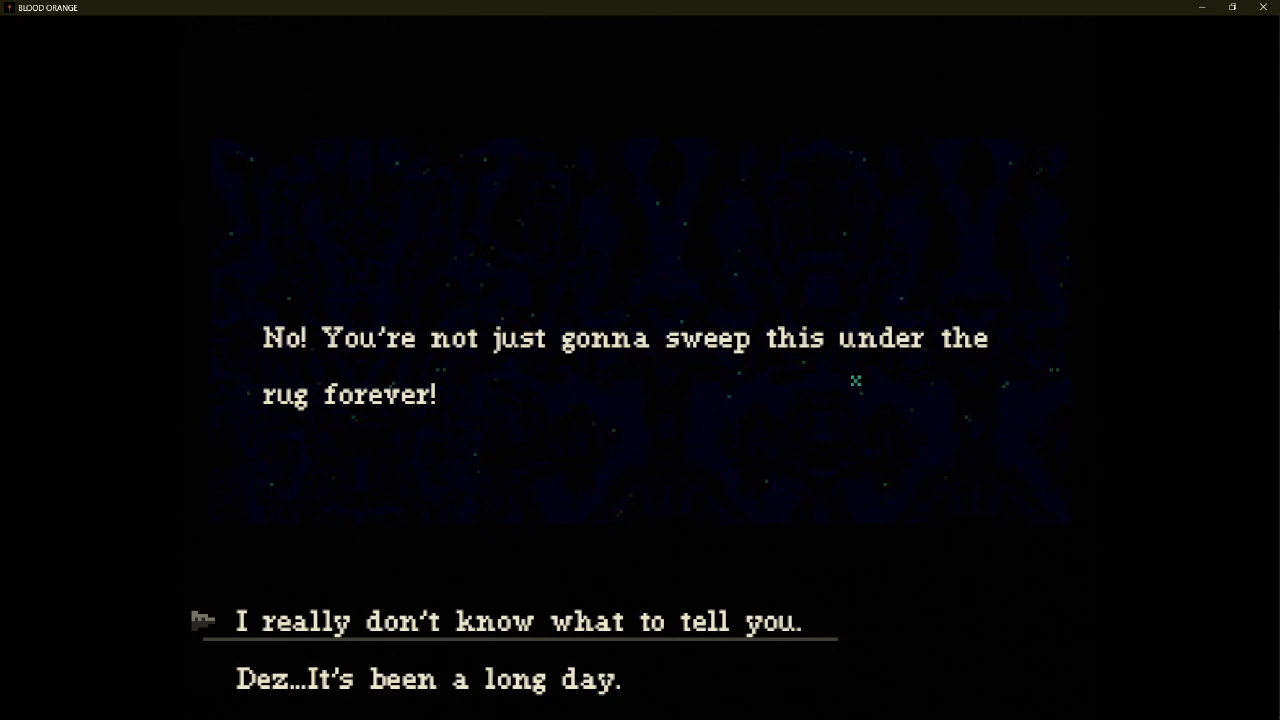 BLOOD ORANGE
No! You're not just gonna sweep this under the
rug forever!
I really don't know what to tell you.
Dez...It's been a long day.